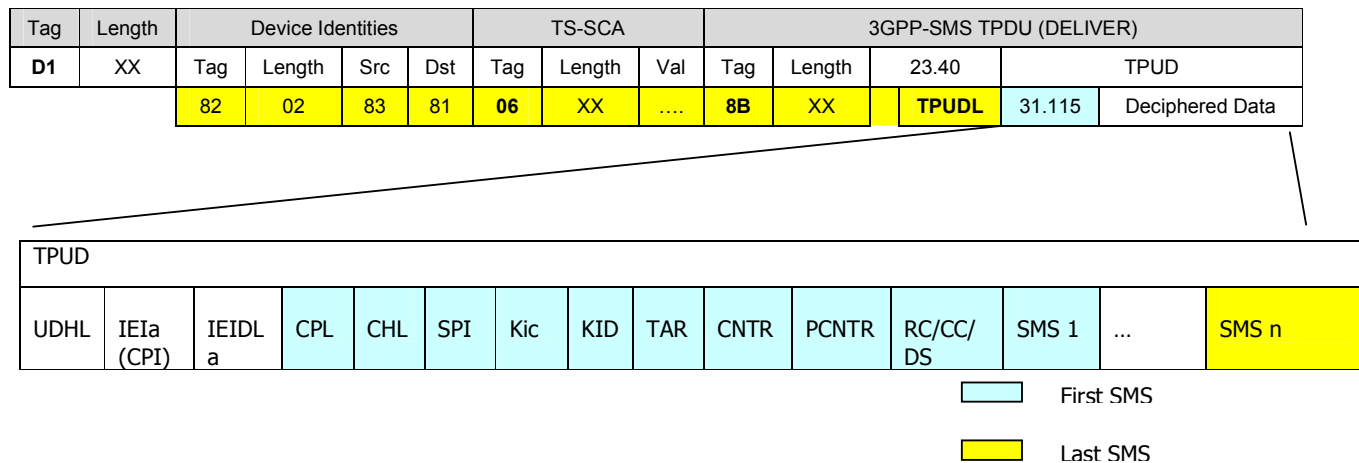 Tag Length Device Identities TS-SCA 3GPP-SMS TPDU (DELIVER)
D1 XX Tag Length Src Dst Tag Length Val Tag Length 23.40 TPUD
82 02 83 81 06 XX .... 8B XX TPUDL 31.115 Deciphered Data
TPUD
UDHL IEIa (CPI) IEIDL a CPL CHL SPI Kic KID TAR CNTR PCNTR RC/CC/ DS SMS 1 ... SMS n
First SMS
Last SMS